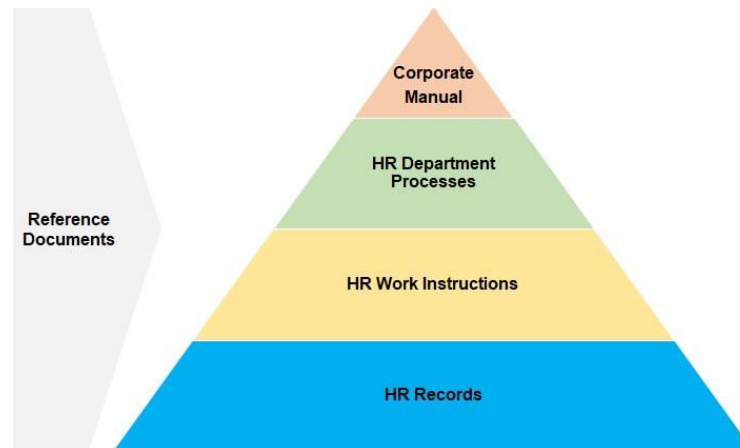 Corporate
Manual
HR Department
Processes
Reference
Documents
HR Work Instructions
HR Records